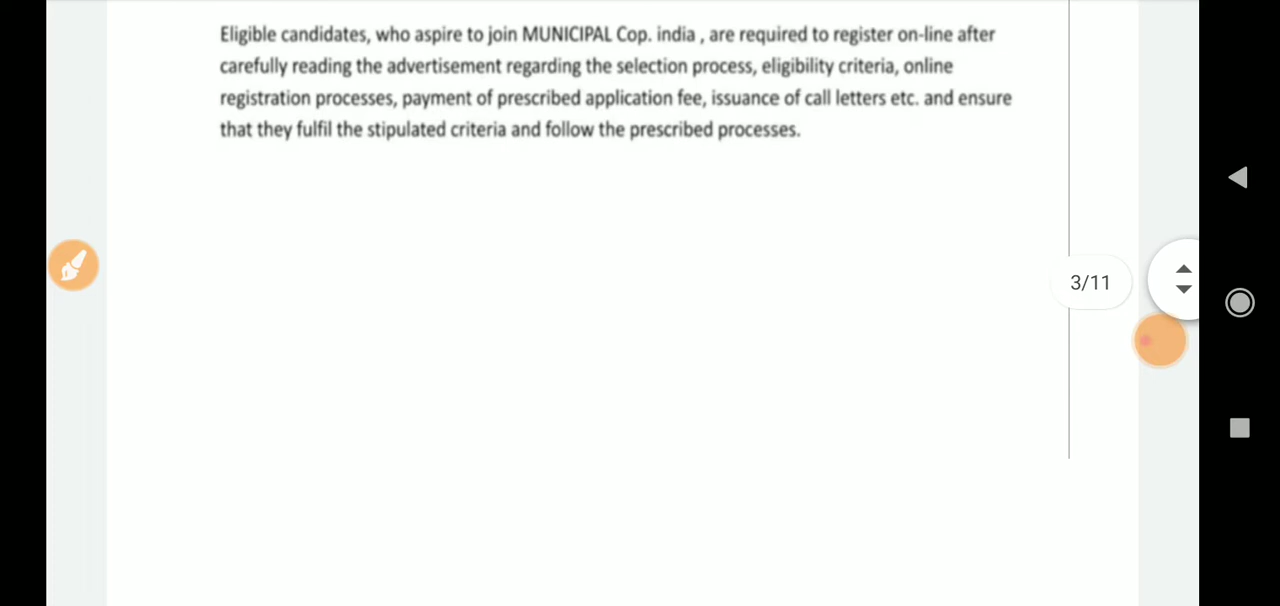 Eligible candidates, who aspire to join MUNICIPAL Cop. india , are required to register on-line after
carefully reading the advertisement regarding the selection process, eligibility criteria, online
registration processes, payment of prescribed application fee, issuance of call letters etc. and ensure
that they fulfil the stipulated criteria and follow the prescribed processes.
3/11